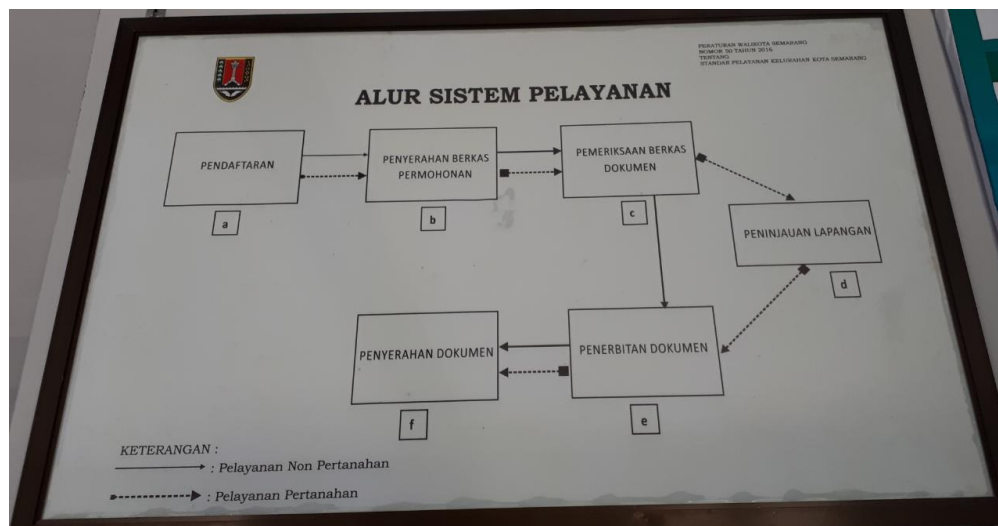 PERATURAN WALIKOTA SEMARANG
NOMOR 50 TAHUN 2016
TENTANG
STANDAR PELAYANAN KELURAHAN KOTA SEMARANG
ALUR SISTEM PELAYANAN
PENDAFTARAN
a
PENYERAHAN BERKAS
PERMOHONAN
b
PEMERIKSAAN BERKAS
DOKUMEN
c
PENINJAUAN LAPANGAN
d
PENYERAHAN DOKUMEN
f
PENERBITAN DOKUMEN
e
KETERANGAN :
: Pelayanan Non Pertanahan
: Pelayanan Pertanahan